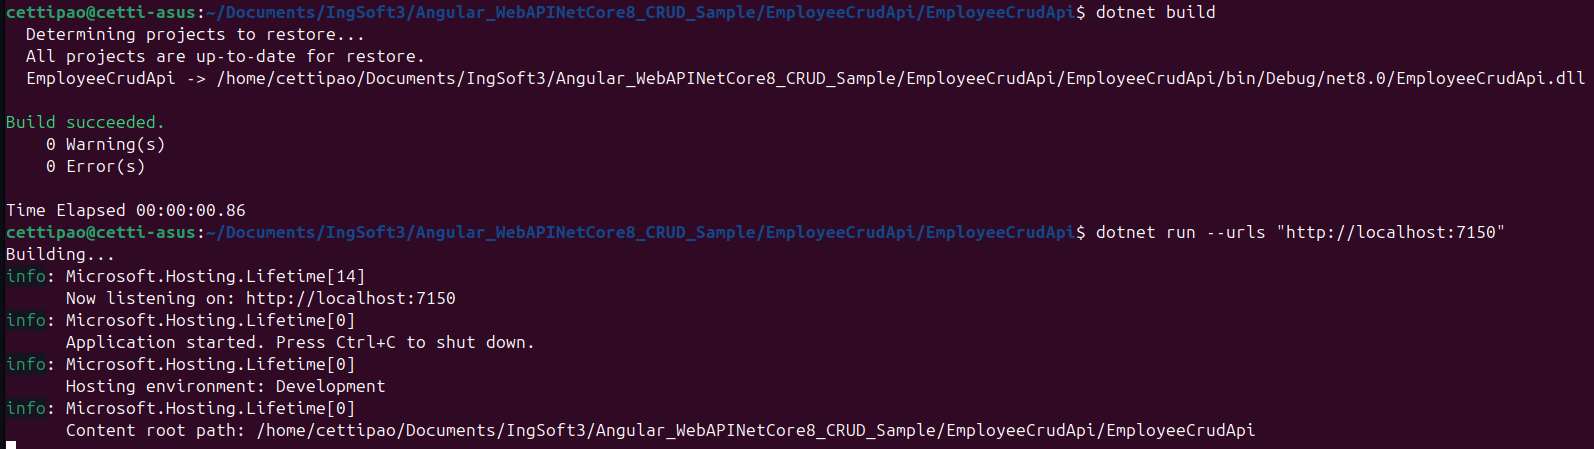 cettipao@cetti-asus:~/Documents/IngSoft3/Angular_WebAPINetCore8_CRUD_Sample/EmployeeCrudApi/EmployeeCrudApi$ dotnet build
  Determining projects to restore...
  All projects are up-to-date for restore.
  EmployeeCrudApi -> /home/cettipao/Documents/IngSoft3/Angular_WebAPINetCore8_CRUD_Sample/EmployeeCrudApi/EmployeeCrudApi/bin/Debug/net8.0/EmployeeCrudApi.dll

Build succeeded.
    0 Warning(s)
    0 Error(s)

Time Elapsed 00:00:00.86
cettipao@cetti-asus:~/Documents/IngSoft3/Angular_WebAPINetCore8_CRUD_Sample/EmployeeCrudApi/EmployeeCrudApi$ dotnet run --urls "http://localhost:7150"
Building...
info: Microsoft.Hosting.Lifetime[14]
      Now listening on: http://localhost:7150
info: Microsoft.Hosting.Lifetime[0]
      Application started. Press Ctrl+C to shut down.
info: Microsoft.Hosting.Lifetime[0]
      Hosting environment: Development
info: Microsoft.Hosting.Lifetime[0]
      Content root path: /home/cettipao/Documents/IngSoft3/Angular_WebAPINetCore8_CRUD_Sample/EmployeeCrudApi/EmployeeCrudApi